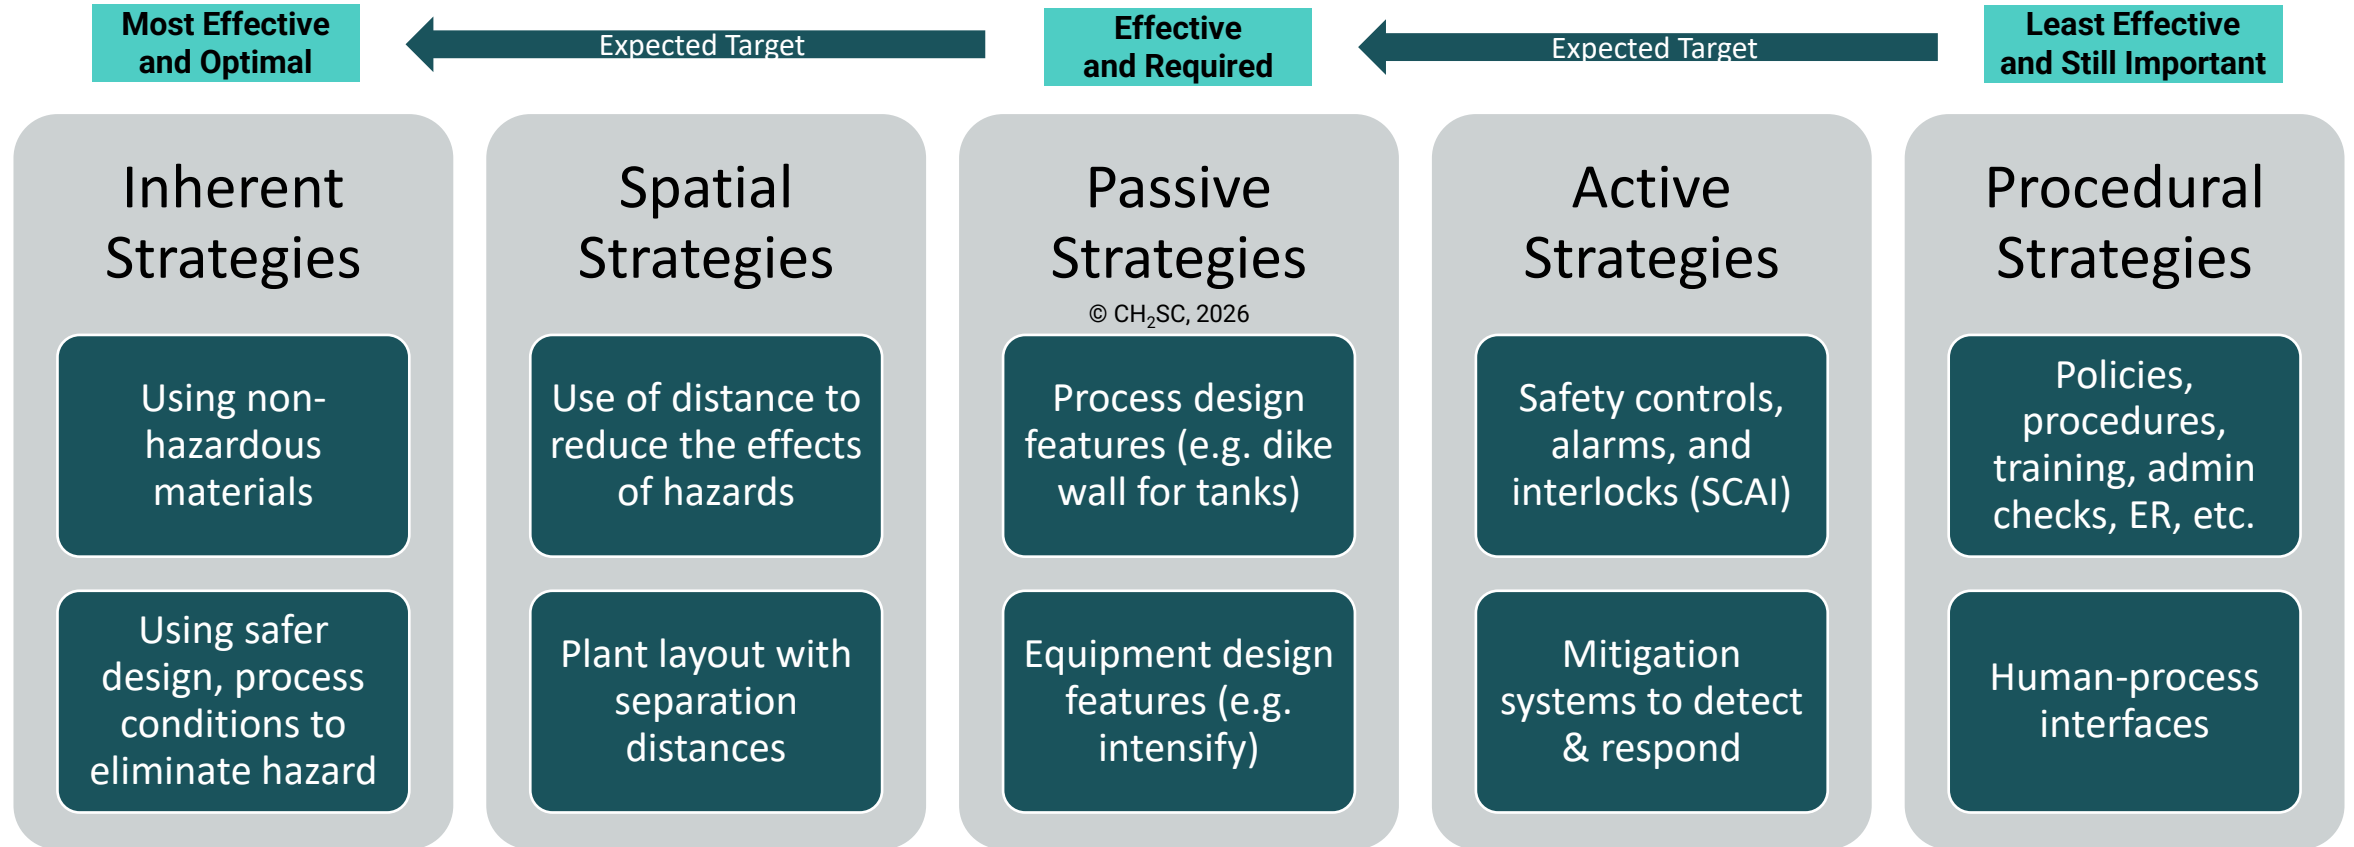 Most Effective
and Optimal
Expected Target
Effective
and Required
Expected Target
Least Effective
and Still Important
Inherent
Strategies
Using non-
hazardous
materials
Using safer
design, process
conditions to
eliminate hazard
Spatial
Strategies
Use of distance to
reduce the effects
of hazards
Plant layout with
separation
distances
Passive
Strategies
© CH₂SC, 2026
Process design
features (e.g. dike
wall for tanks)
Equipment design
features (e.g.
intensify)
Active
Strategies
Safety controls,
alarms, and
interlocks (SCAI)
Mitigation
systems to detect
& respond
Procedural
Strategies
Policies,
procedures,
training, admin
checks, ER, etc.
Human-process
interfaces